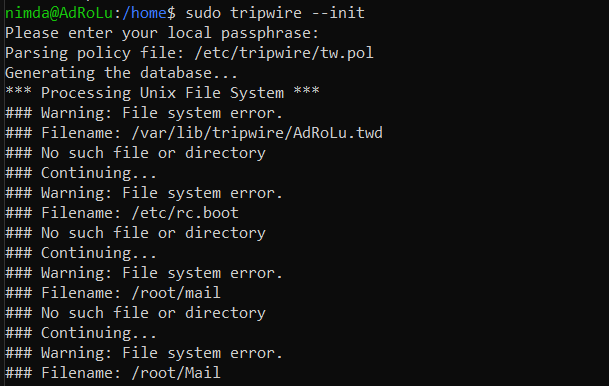 nimda@AdRoLu:/home$ sudo tripwire --init
Please enter your local passphrase:
Parsing policy file: /etc/tripwire/tw.pol
Generating the database...
*** Processing Unix File System ***
### Warning: File system error.
### Filename: /var/lib/tripwire/AdRoLu.twd
### No such file or directory
### Continuing...
### Warning: File system error.
### Filename: /etc/rc.boot
### No such file or directory
### Continuing...
### Warning: File system error.
### Filename: /root/mail
### No such file or directory
### Continuing...
### Warning: File system error.
### Filename: /root/Mail